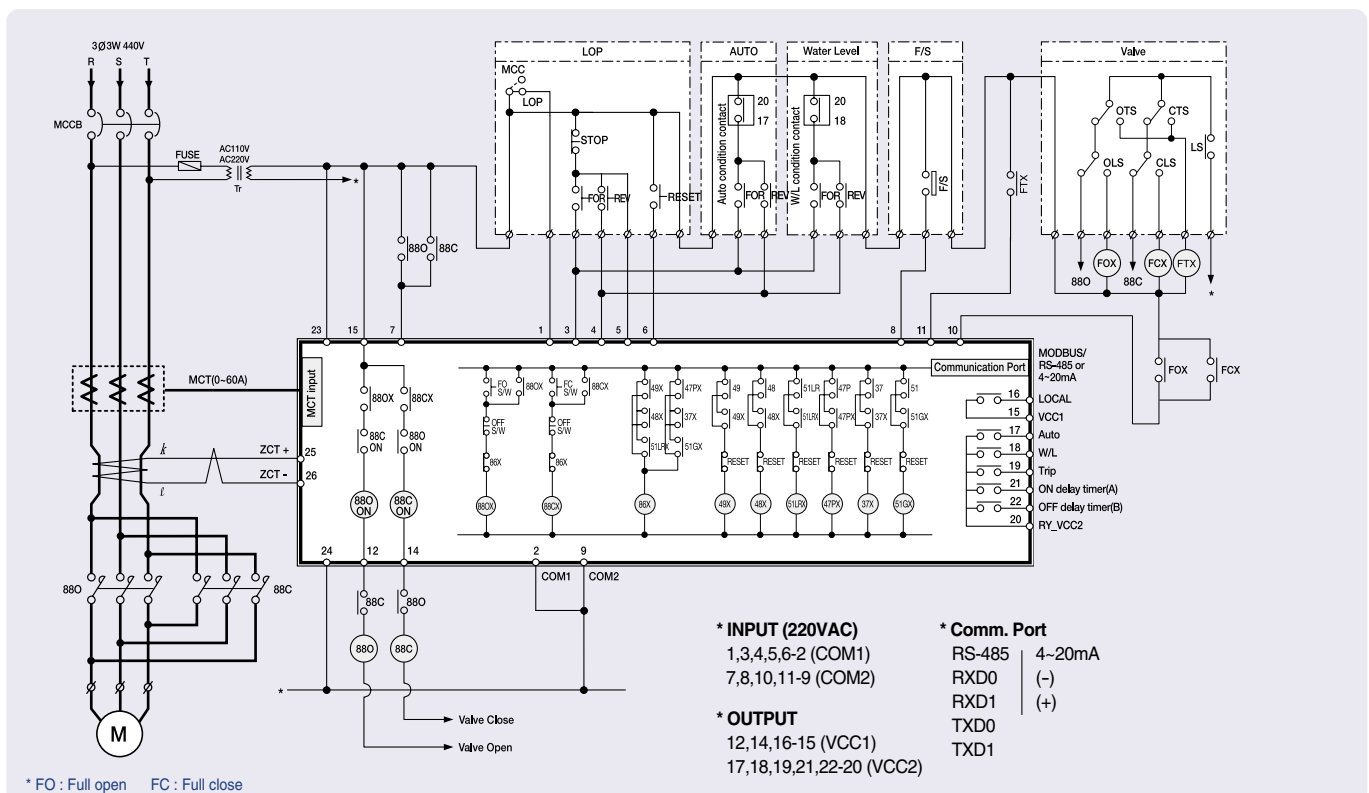 3Ø3W 440V
R S T
MCCB
FUSE
AC110V
AC220V
Tr
*
LOP
MCC
LOP
STOP
FOR
REV
RESET
AUTO
Auto condition contact
20
17
FOR
REV
Water Level
W/L condition contact
20
18
FOR
REV
F/S
F/S
FTX
Valve
OTS
CTS
LS
OLS
CLS
88O
FOX
88C
FCX
FTX
*
88O
88C
FOX
FCX
23
15
7
1
3
4
5
6
8
11
10
MCT(0~60A)
MCT input
ZCT +
ZCT -
k
ℓ
25
26
88OX
88C
ON
88O
ON
88CX
88O
ON
88C
ON
FO
S/W
88OX
OFF
S/W
86X
88OX
FC
S/W
88CX
OFF
S/W
86X
88CX
49X
48X
51LRX
47PX
37X
51GX
86X
49
49X
RESET
49X
48
48X
RESET
48X
51LR
51LRX
RESET
51LRX
47P
47PX
RESET
47PX
37
37X
RESET
37X
51
51GX
RESET
51GX
Communication Port
MODBUS/
RS-485 or
4~20mA
16 LOCAL
15 VCC1
17 Auto
18 W/L
19 Trip
21 ON delay timer(A)
22 OFF delay timer(B)
20 RY_VCC2
24
12
14
2
9
COM1
COM2
88O
88C
88C
88O
88O
88C
*
Valve Close
Valve Open
M
* INPUT (220VAC)
1,3,4,5,6-2 (COM1)
7,8,10,11-9 (COM2)
* OUTPUT
12,14,16-15 (VCC1)
17,18,19,21,22-20 (VCC2)
* Comm. Port
RS-485 4~20mA
RXD0 (-)
RXD1 (+)
TXD0
TXD1
* FO : Full open FC : Full close